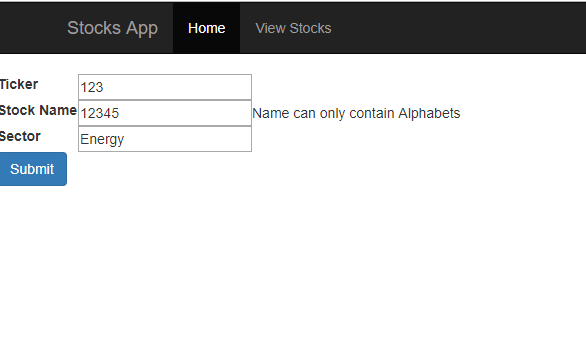 Stocks App Home View Stocks
Ticker 123
Stock Name 12345 Name can only contain Alphabets
Sector Energy
Submit